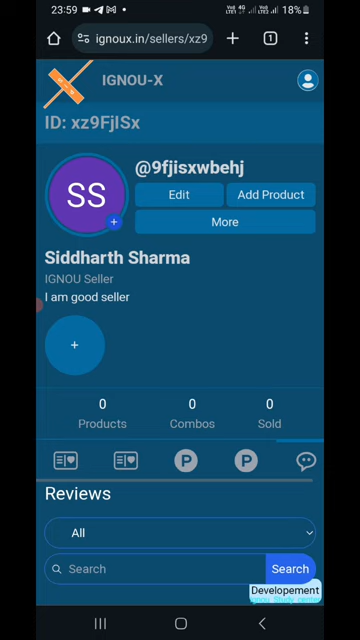 23:59
18%
ignoux.in/sellers/xz9
1
IGNOU-X
ID: xz9FjlSx
@9fjisxwbehj
SS
+
Edit
Add Product
More
Siddharth Sharma
IGNOU Seller
I am good seller
+
0
0
0
Products
Combos
Sold
P
P
Reviews
All
Search
Search
Developement